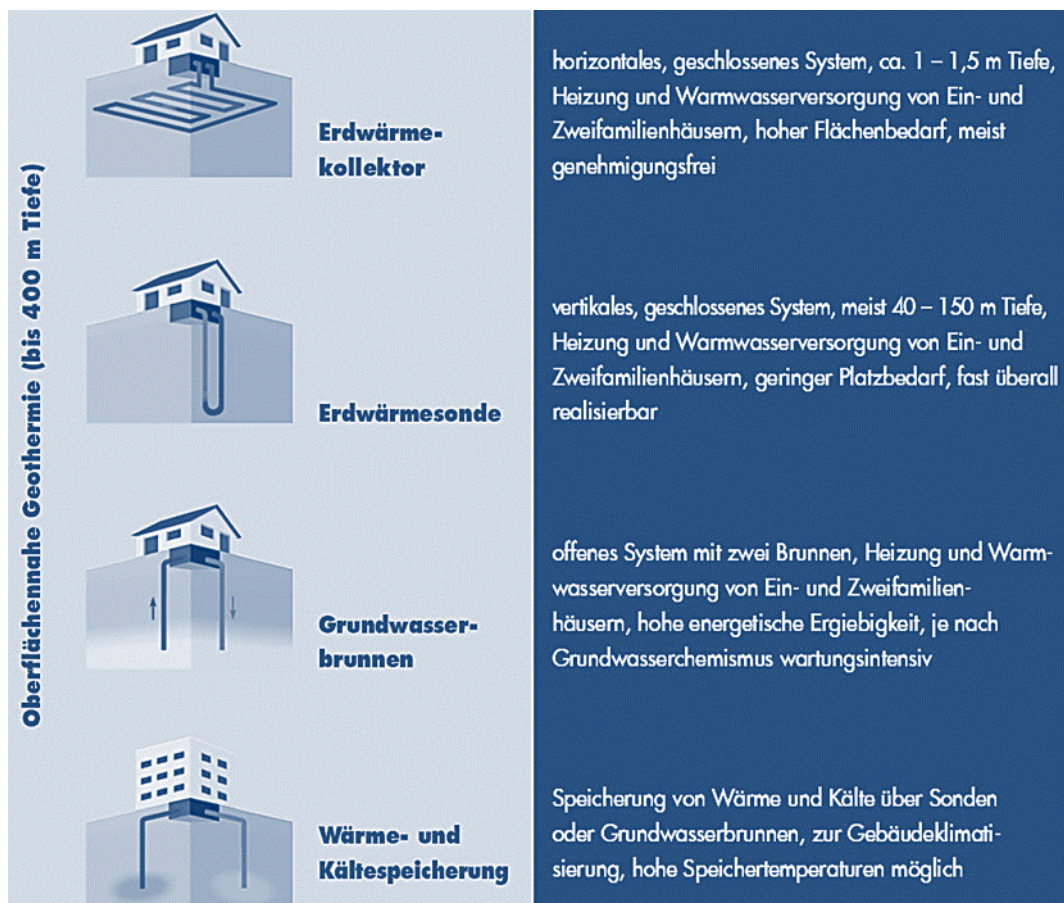 Oberflächennahe Geothermie (bis 400 m Tiefe)
Erdwärme-
kollektor
horizontales, geschlossenes System, ca. 1 – 1,5 m Tiefe,
Heizung und Warmwasserversorgung von Ein- und
Zweifamilienhäusern, hoher Flächenbedarf, meist
genehmigungsfrei
Erdwärmesonde
vertikales, geschlossenes System, meist 40 – 150 m Tiefe,
Heizung und Warmwasserversorgung von Ein- und
Zweifamilienhäusern, geringer Platzbedarf, fast überall
realisierbar
Grundwasser-
brunnen
offenes System mit zwei Brunnen, Heizung und Warm-
wasserversorgung von Ein- und Zweifamilien-
häusern, hohe energetische Ergiebigkeit, je nach
Grundwasserchemismus wartungsintensiv
Wärme- und
Kältespeicherung
Speicherung von Wärme und Kälte über Sonden
oder Grundwasserbrunnen, zur Gebäudeklimati-
sierung, hohe Speichertemperaturen möglich